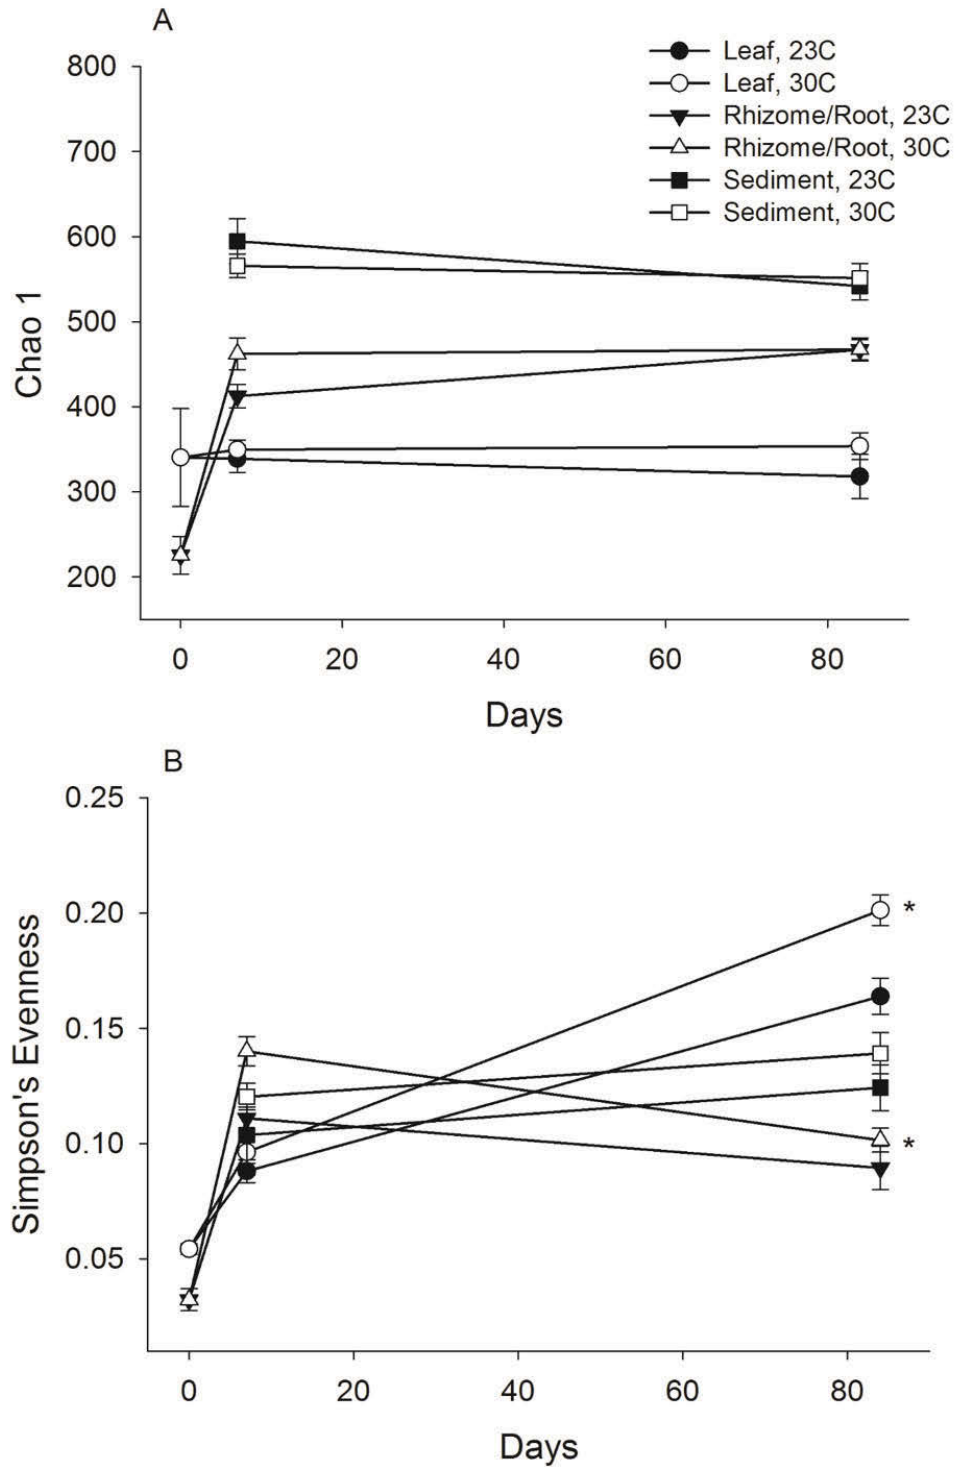 A
Leaf, 23C
Leaf, 30C
Rhizome/Root, 23C
Rhizome/Root, 30C
Sediment, 23C
Sediment, 30C
800
700
600
500
400
300
200
Chao 1
0 20 40 60 80
Days
B
0.25
0.20
0.15
0.10
0.05
Simpson's Evenness
*
*
0 20 40 60 80
Days